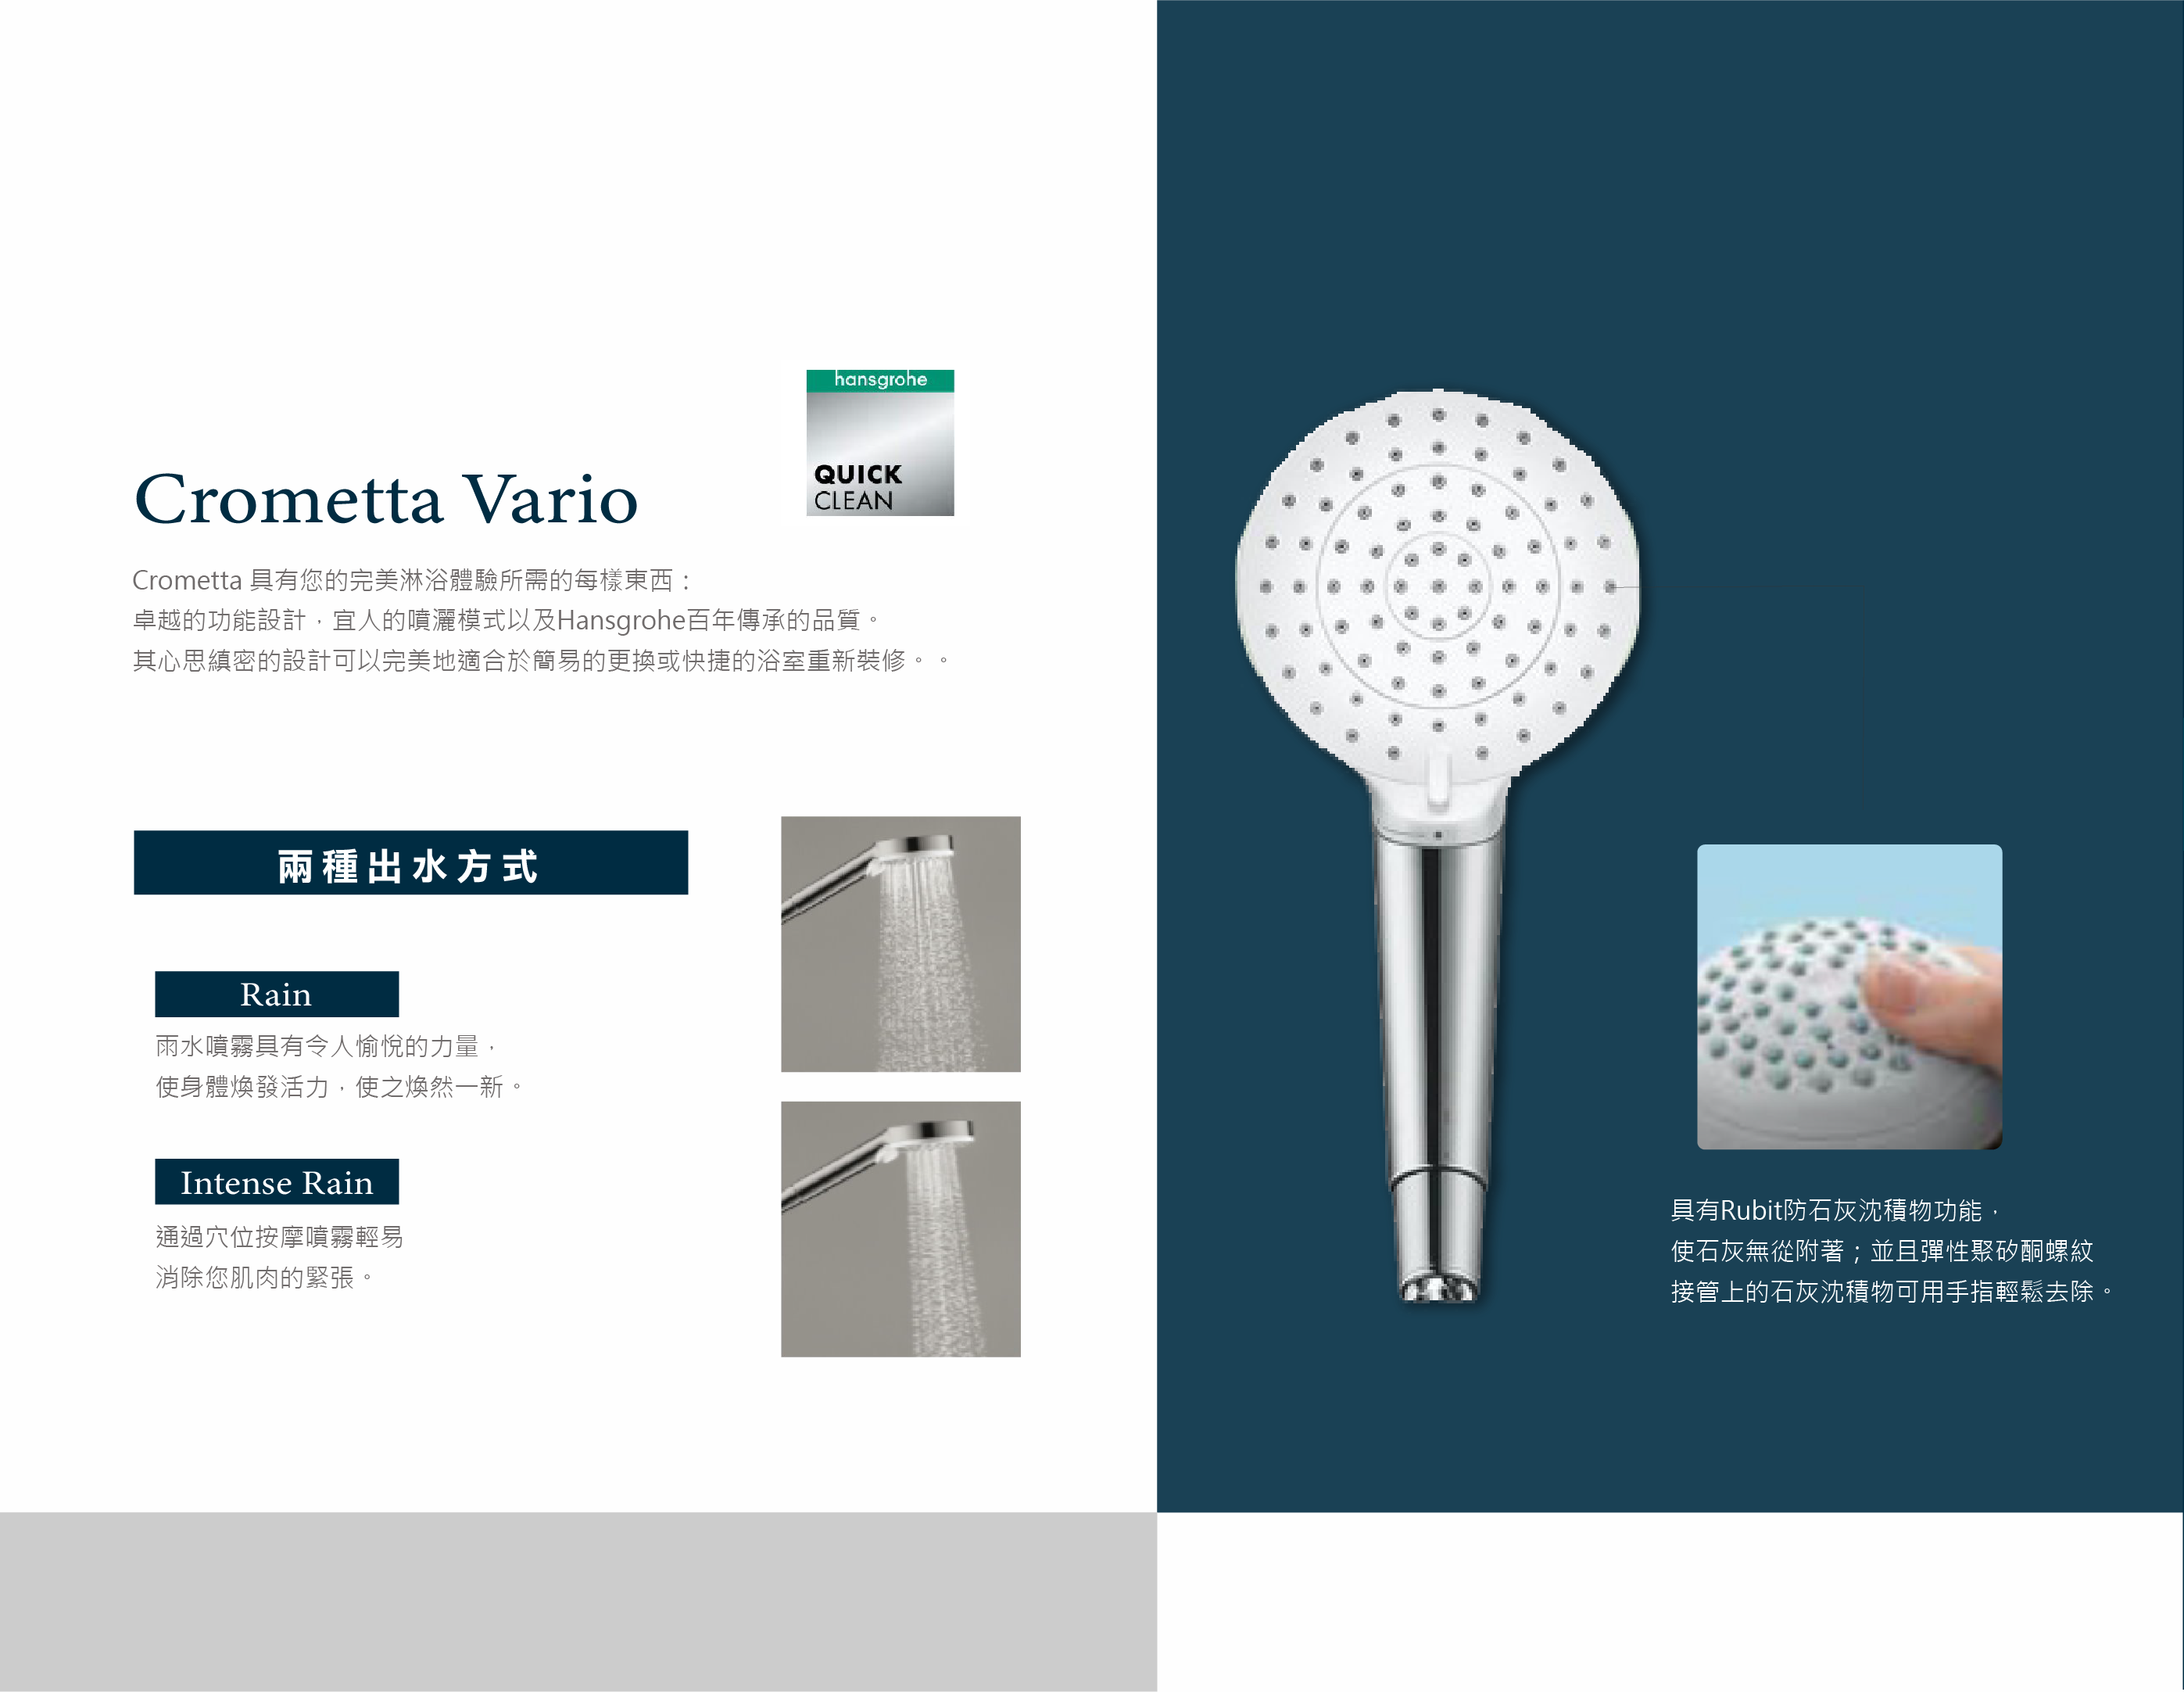 hansgrohe
QUICK
CLEAN
Crometta Vario
Crometta 具有您的完美淋浴體驗所需的每樣東西：
卓越的功能設計，宜人的噴灑模式以及Hansgrohe百年傳承的品質。
其心思縝密的設計可以完美地適合於簡易的更換或快捷的浴室重新裝修。。
兩種出水方式
Rain
雨水噴霧具有令人愉悅的力量，
使身體煥發活力，使之煥然一新。
Intense Rain
通過穴位按摩噴霧輕易
消除您肌肉的緊張。
具有Rubit防石灰沈積物功能，
使石灰無從附著；並且彈性聚矽酮螺紋
接管上的石灰沈積物可用手指輕鬆去除。